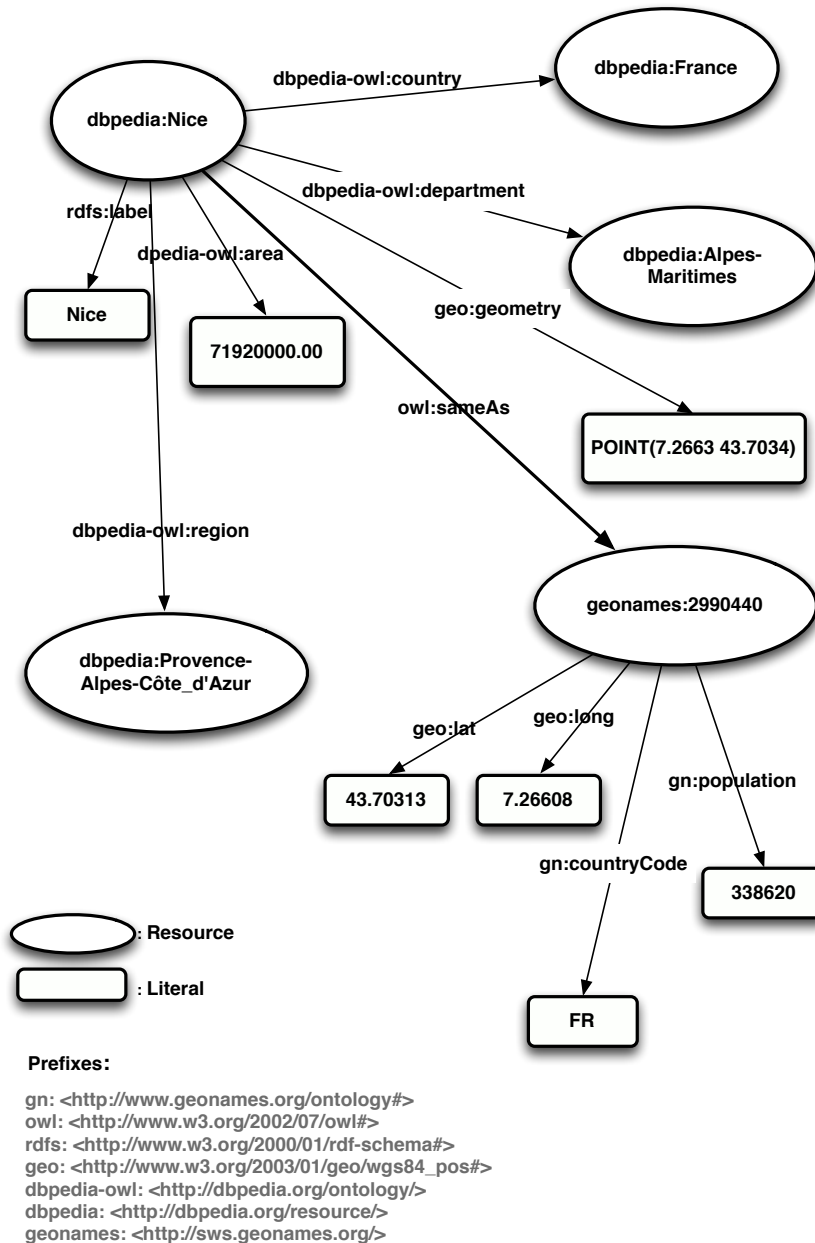 dbpedia-owl:country
dbpedia:France
dbpedia:Nice
dbpedia-owl:department
rdfs:label
dpedia-owl:area
dbpedia:Alpes-
Maritimes
geo:geometry
Nice
71920000.00
owl:sameAs
POINT(7.2663 43.7034)
dbpedia-owl:region
geonames:2990440
dbpedia:Provence-
Alpes-Côte_d'Azur
geo:lat
geo:long
gn:population
43.70313
7.26608
gn:countryCode
338620
: Resource
: Literal
FR
Prefixes:
gn: <http://www.geonames.org/ontology#>
owl: <http://www.w3.org/2002/07/owl#>
rdfs: <http://www.w3.org/2000/01/rdf-schema#>
geo: <http://www.w3.org/2003/01/geo/wgs84_pos#>
dbpedia-owl: <http://dbpedia.org/ontology/>
dbpedia: <http://dbpedia.org/resource/>
geonames: <http://sws.geonames.org/>